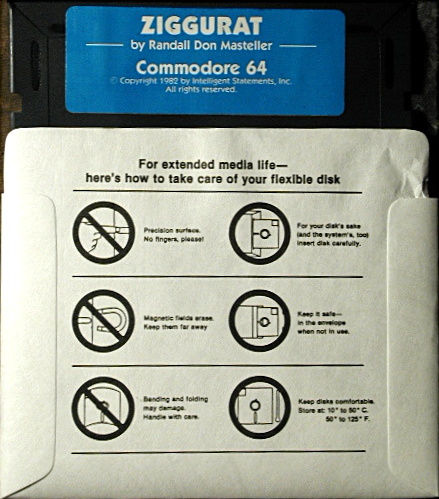 ZIGGURAT
by Randall Don Masteller
Commodore 64
© Copyright 1982 by Intelligent Statements, Inc.
All rights reserved.
For extended media life—
here's how to take care of your flexible disk
Precision surface.
No fingers, please!
For your disk's sake
(and the system's, too)
insert disk carefully.
Magnetic fields erase.
Keep them far away
Keep it safe—
in the envelope
when not in use.
Bending and folding
may damage.
Handle with care.
Keep disks comfortable.
Store at: 10° to 50° C.
50° to 125° F.